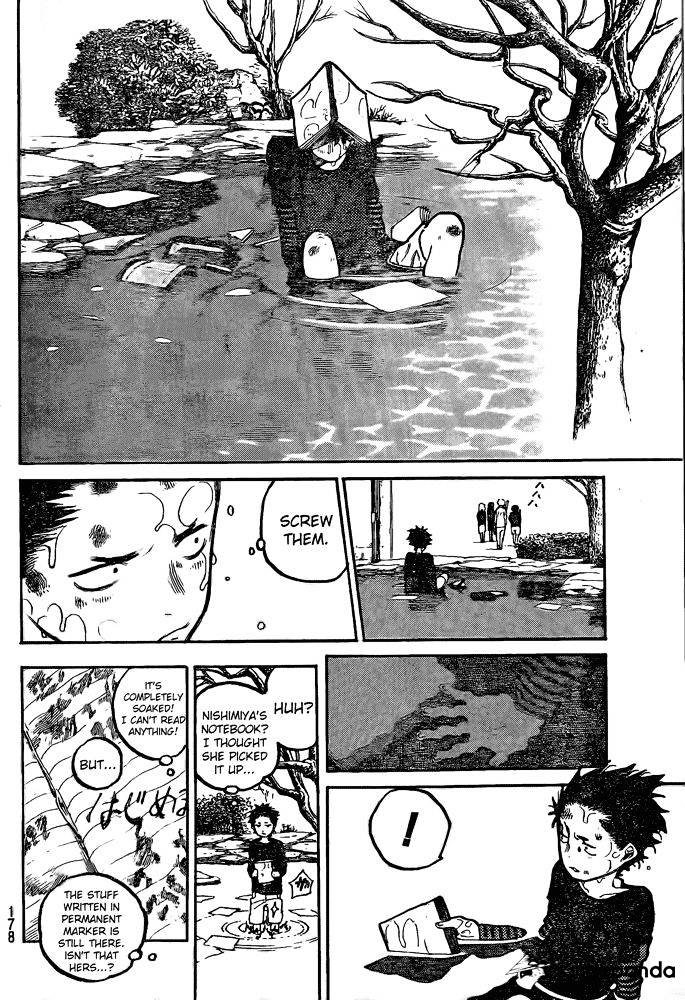 SCREW
THEM.
!
HUH?
NISHIMIYA'S
NOTEBOOK?
I THOUGHT
SHE PICKED
IT UP...
IT'S
COMPLETELY
SOAKED!
I CAN'T READ
ANYTHING!
BUT...
はじめ
THE STUFF
WRITTEN IN
PERMANENT
MARKER IS
STILL THERE.
ISN'T THAT
HERS...?
178